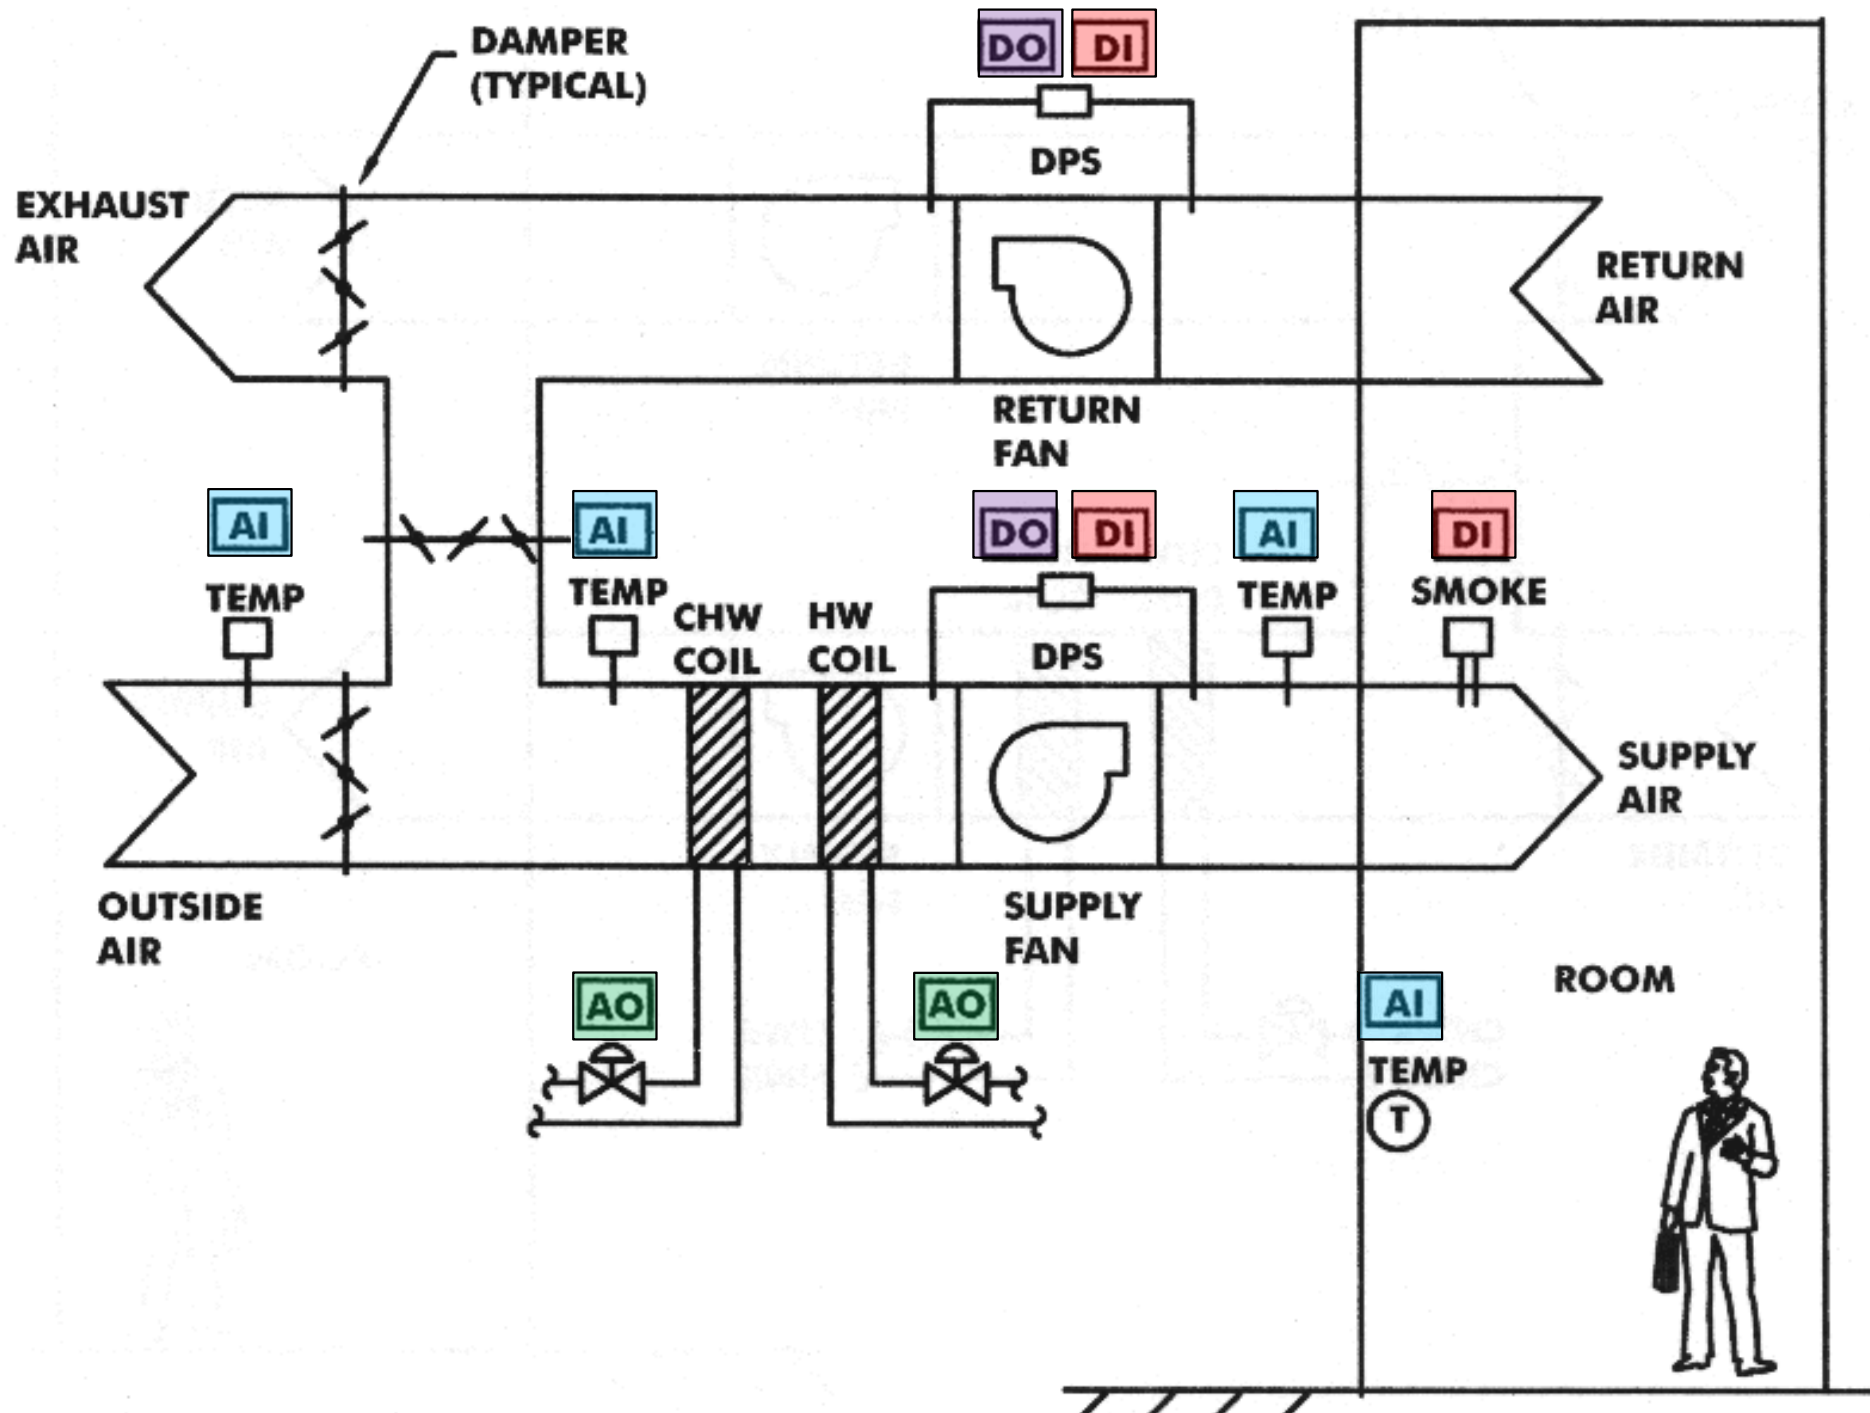 DAMPER
(TYPICAL)
DO DI
DPS
EXHAUST
AIR
RETURN
AIR
RETURN
FAN
AI
AI
DO DI
AI
DI
TEMP
TEMP
CHW
COIL
HW
COIL
DPS
TEMP
SMOKE
SUPPLY
AIR
OUTSIDE
AIR
SUPPLY
FAN
AO
AO
AI
ROOM
TEMP
T